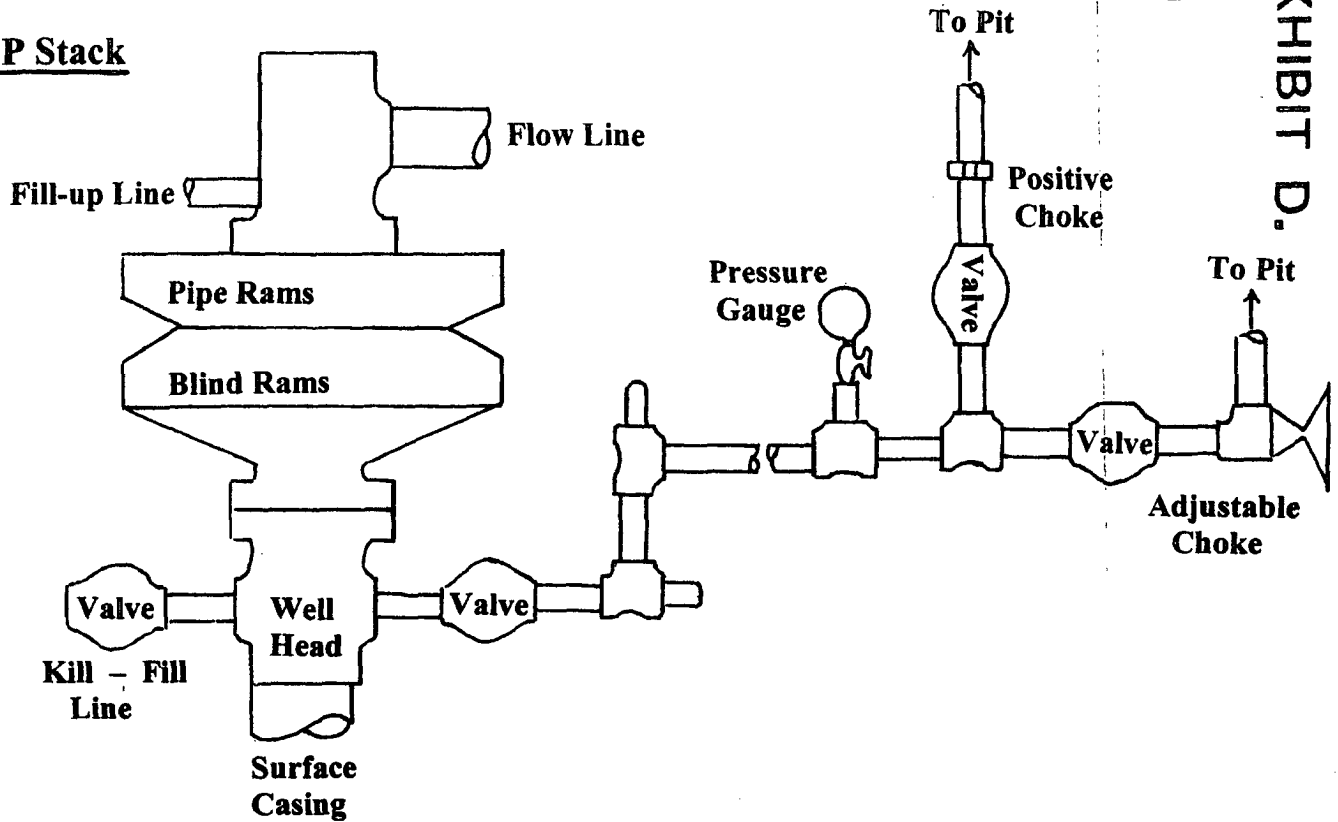 P Stack
To Pit
KHIBIT D.
Flow Line
Fill-up Line
Positive
Choke
Valve
To Pit
Pressure
Gauge
Pipe Rams
Blind Rams
Valve
Adjustable
Choke
Valve
Well
Head
Valve
Kill – Fill
Line
Surface
Casing